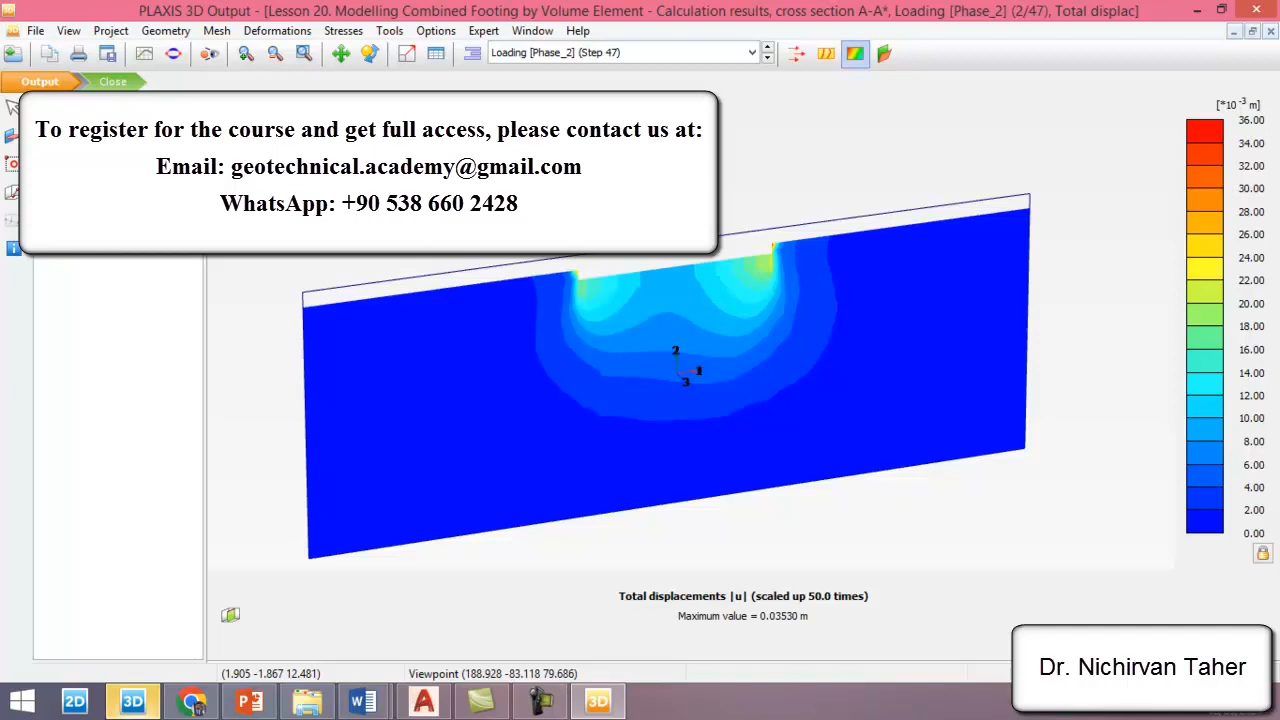 PLAXIS 3D Output - [Lesson 20. Modelling Combined Footing by Volume Element - Calculation results, cross section A-A*, Loading [Phase_2] (2/47), Total displac]
File View Project Geometry Mesh Deformations Stresses Tools Options Expert Window Help
Loading [Phase_2] (Step 47)
Output Close
To register for the course and get full access, please contact us at:
Email: geotechnical.academy@gmail.com
WhatsApp: +90 538 660 2428
[*10⁻³ m]
36.00
34.00
32.00
30.00
28.00
26.00
24.00
22.00
20.00
18.00
16.00
14.00
12.00
10.00
8.00
6.00
4.00
2.00
0.00
2
1
3
Total displacements |u| (scaled up 50.0 times)
Maximum value = 0.03530 m
Dr. Nichirvan Taher
(1.905 -1.867 12.481)
Viewpoint (188.928 -83.118 79.686)
2D 3D P W A 3D